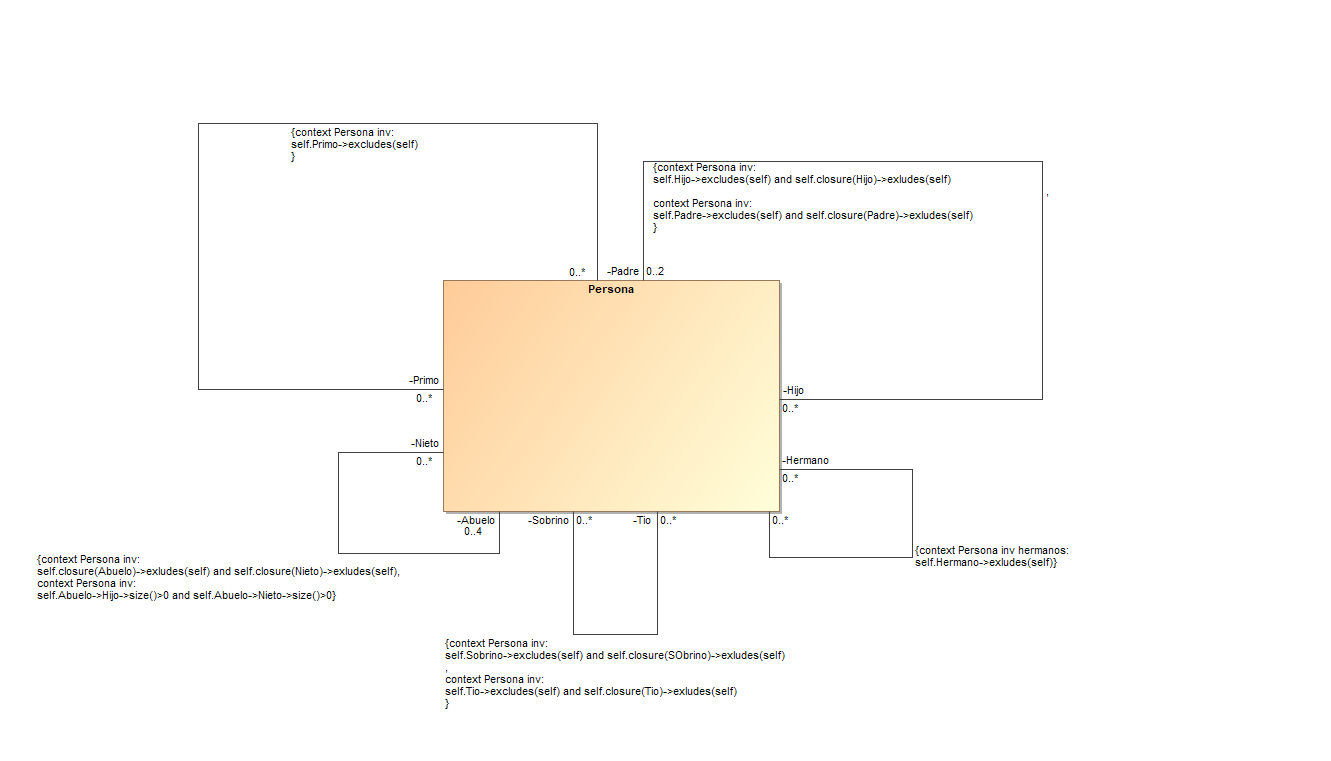 {context Persona inv:
self.Primo->excludes(self)
}
{context Persona inv:
self.Hijo->excludes(self) and self.closure(Hijo)->exludes(self)
,
context Persona inv:
self.Padre->excludes(self) and self.closure(Padre)->exludes(self)
}
0..*
-Padre
0..2
Persona
-Primo
0..*
-Hijo
0..*
-Nieto
0..*
-Hermano
0..*
-Abuelo
0..4
-Sobrino
0..*
-Tio
0..*
0..*
{context Persona inv hermanos:
self.Hermano->exludes(self)}
{context Persona inv:
self.closure(Abuelo)->exludes(self) and self.closure(Nieto)->exludes(self),
context Persona inv:
self.Abuelo->Hijo->size()>0 and self.Abuelo->Nieto->size()>0}
{context Persona inv:
self.Sobrino->excludes(self) and self.closure(SObrino)->exludes(self)
,
context Persona inv:
self.Tio->excludes(self) and self.closure(Tio)->exludes(self)
}